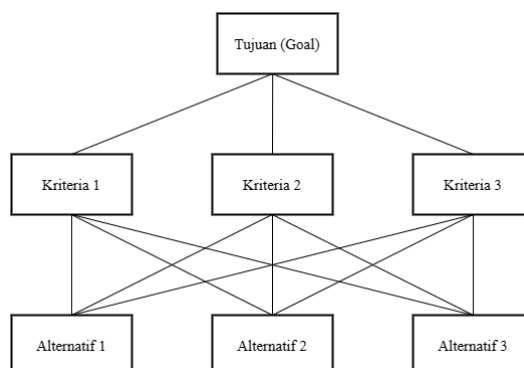 Tujuan (Goal)
Kriteria 1
Kriteria 2
Kriteria 3
Alternatif 1
Alternatif 2
Alternatif 3